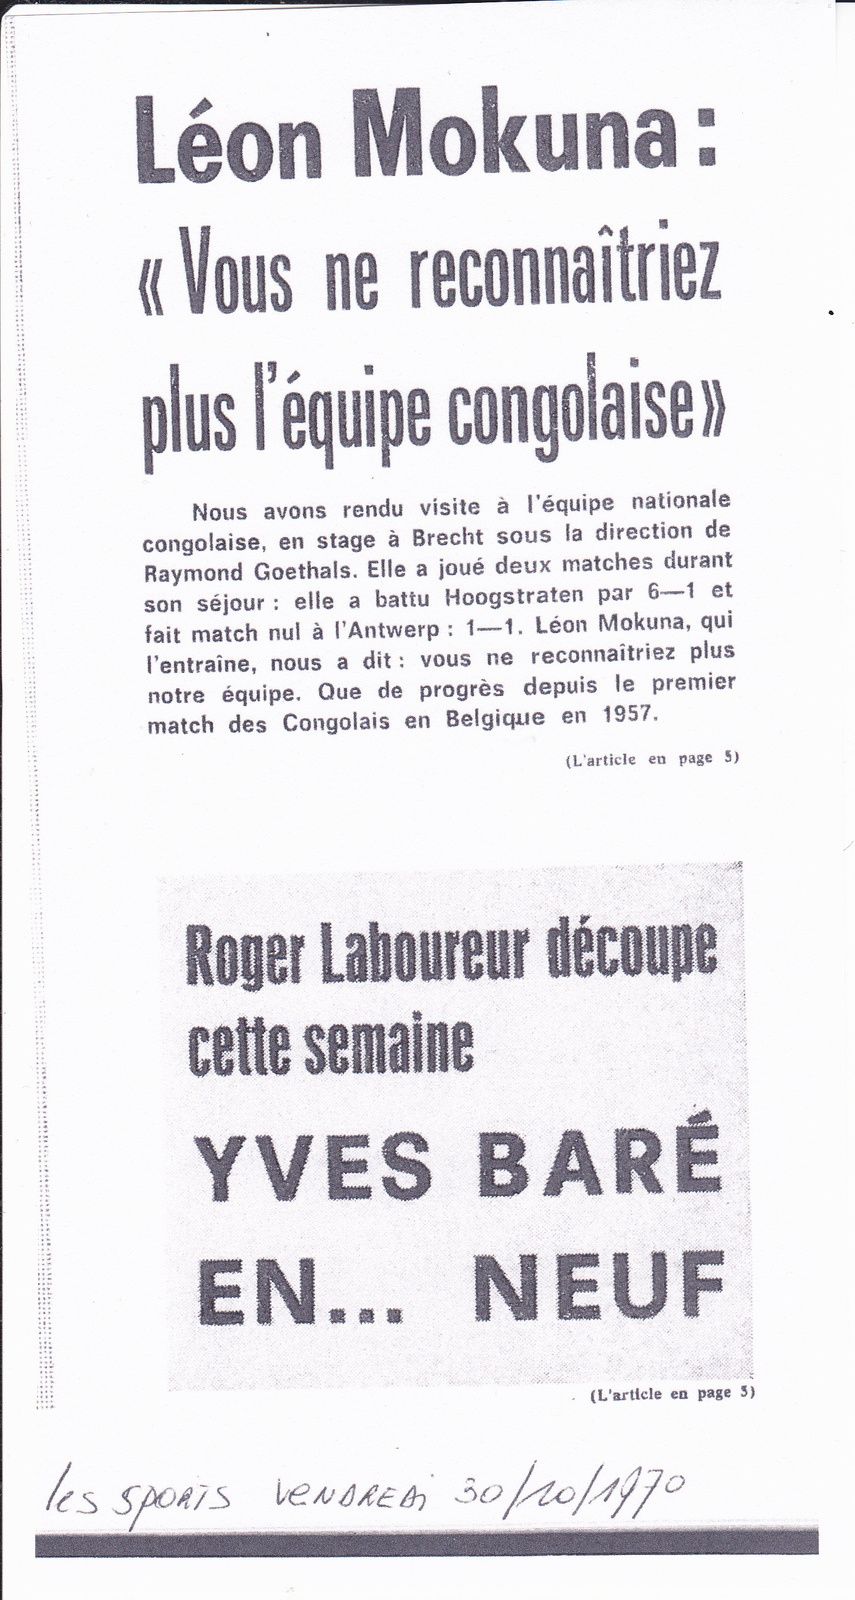 Léon Mokuna :
« Vous ne reconnaîtriez
plus l'équipe congolaise »
Nous avons rendu visite à l'équipe nationale
congolaise, en stage à Brecht sous la direction de
Raymond Goethals. Elle a joué deux matches durant
son séjour : elle a battu Hoogstraten par 6—1 et
fait match nul à l'Antwerp : 1—1. Léon Mokuna, qui
l'entraîne, nous a dit : vous ne reconnaîtriez plus
notre équipe. Que de progrès depuis le premier
match des Congolais en Belgique en 1957.
(L'article en page 5)
Roger Laboureur découpe
cette semaine
YVES BARÉ
EN... NEUF
(L'article en page 5)
les SPORTS VENDREDi 30/10/1970